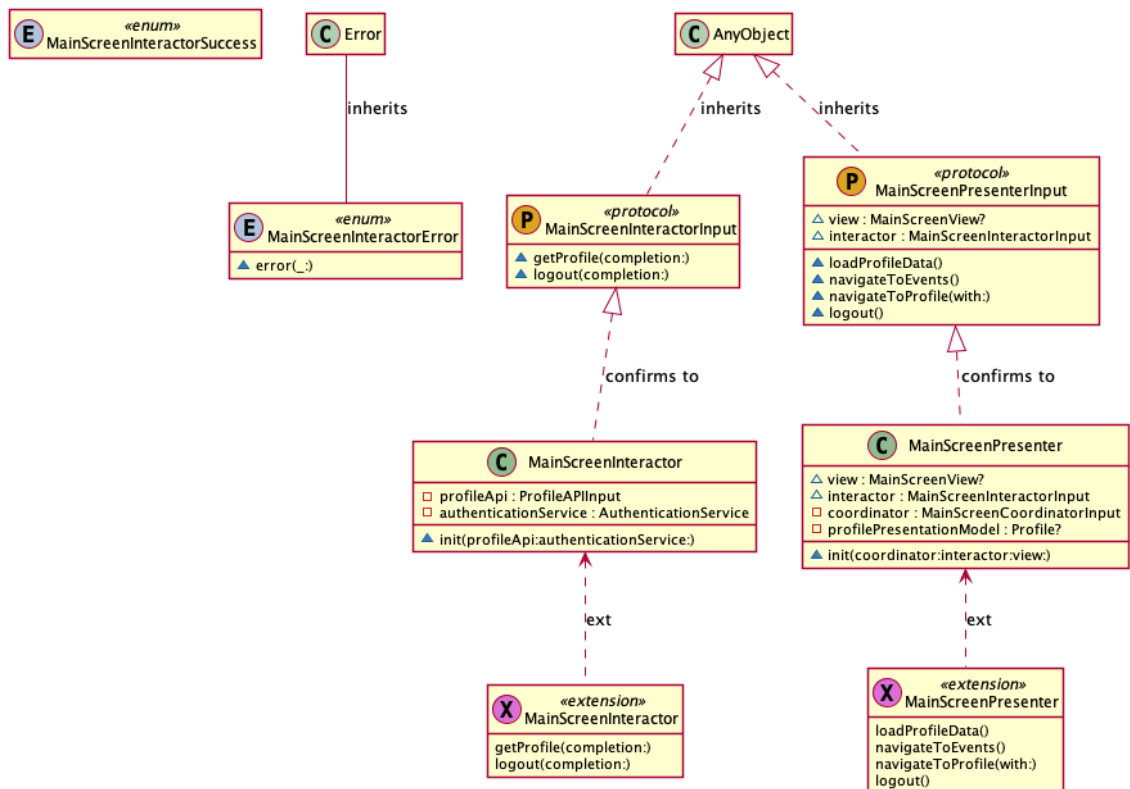 E
«enum»
MainScreenInteractorSuccess
C Error
C AnyObject
inherits
inherits
inherits
E
«enum»
MainScreenInteractorError
error(_:)
P
«protocol»
MainScreenInteractorInput
getProfile(completion:)
logout(completion:)
P
«protocol»
MainScreenPresenterInput
view : MainScreenView?
interactor : MainScreenInteractorInput
loadProfileData()
navigateToEvents()
navigateToProfile(with:)
logout()
confirms to
confirms to
C MainScreenInteractor
profileApi : ProfileAPIInput
authenticationService : AuthenticationService
init(profileApi:authenticationService:)
C MainScreenPresenter
view : MainScreenView?
interactor : MainScreenInteractorInput
coordinator : MainScreenCoordinatorInput
profilePresentationModel : Profile?
init(coordinator:interactor:view:)
ext
ext
X
«extension»
MainScreenInteractor
getProfile(completion:)
logout(completion:)
X
«extension»
MainScreenPresenter
loadProfileData()
navigateToEvents()
navigateToProfile(with:)
logout()